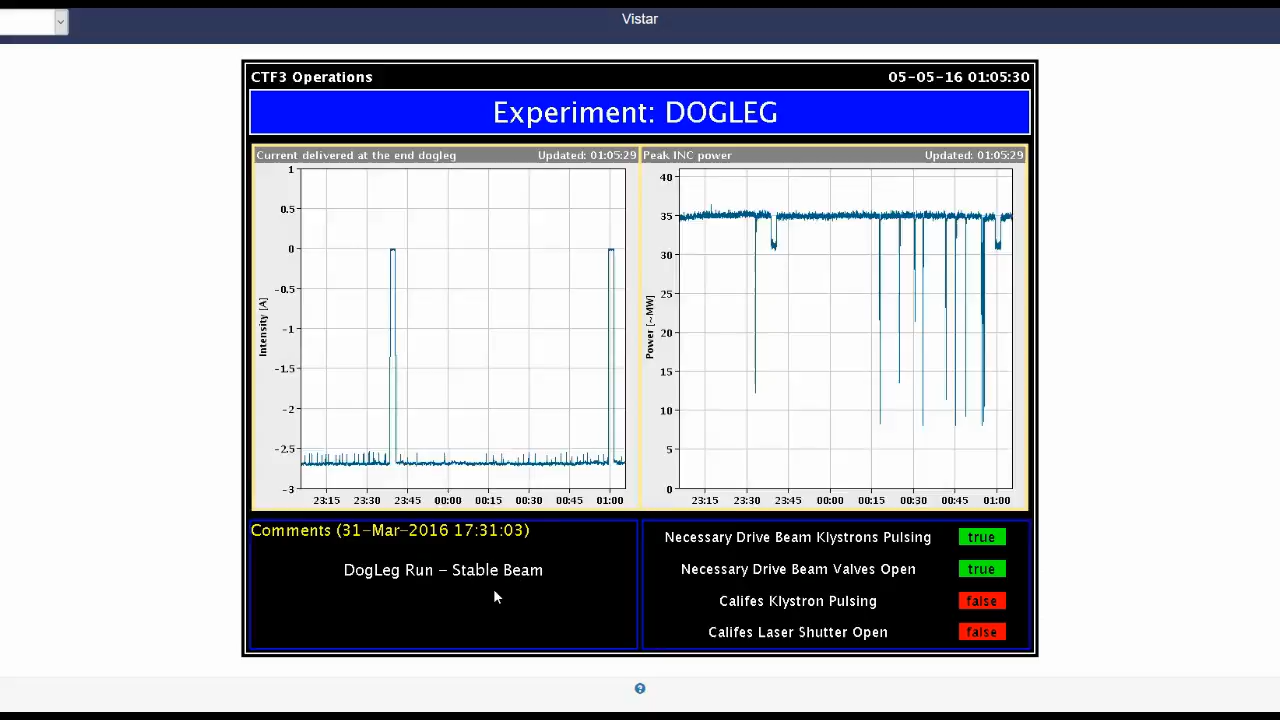 Vistar
CTF3 Operations 05-05-16 01:05:30
Experiment: DOGLEG
Current delivered at the end dogleg Updated: 01:05:29
1
0.5
0
-0.5
-1
-1.5
-2
-2.5
-3
Intensity [A]
23:15 23:30 23:45 00:00 00:15 00:30 00:45 01:00
Peak INC power Updated: 01:05:29
40
35
30
25
20
15
10
5
0
Power [~MW]
23:15 23:30 23:45 00:00 00:15 00:30 00:45 01:00
Comments (31-Mar-2016 17:31:03)
DogLeg Run - Stable Beam
Necessary Drive Beam Klystrons Pulsing true
Necessary Drive Beam Valves Open true
Califes Klystron Pulsing false
Califes Laser Shutter Open false
?